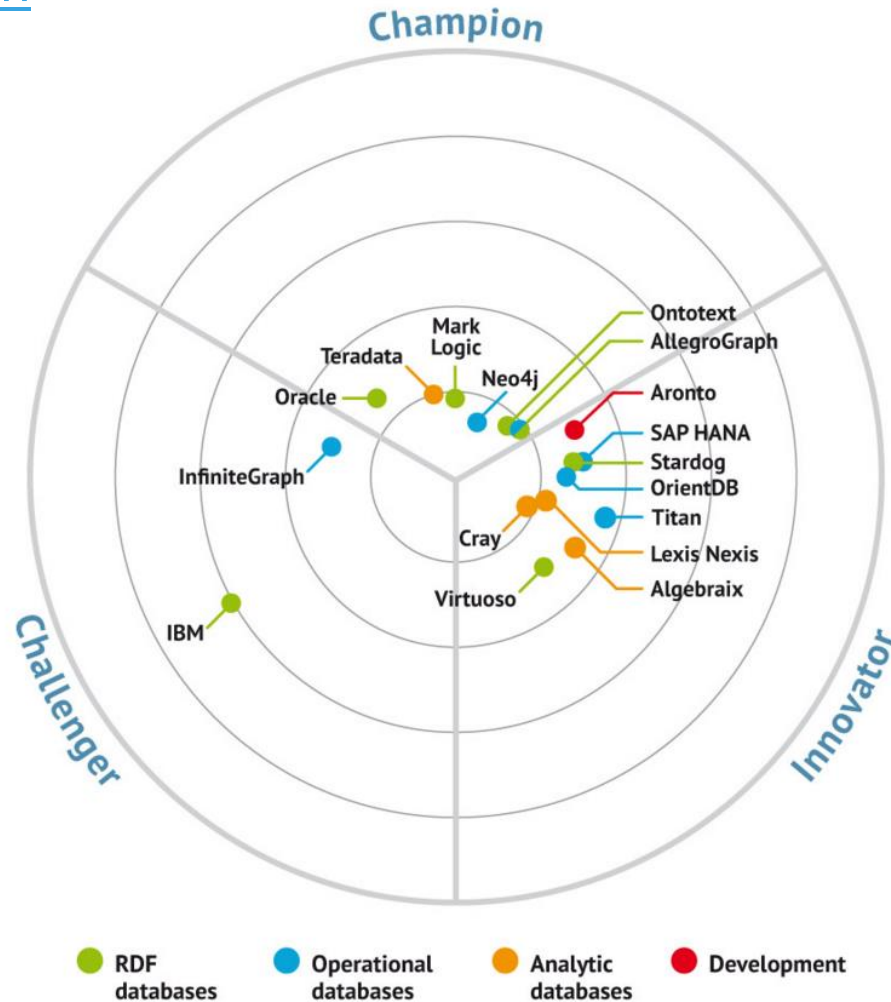 Champion
Ontotext
AllegroGraph
Mark
Logic
Teradata
Neo4j
Oracle
Aronto
SAP HANA
Stardog
OrientDB
InfiniteGraph
Titan
Cray
Lexis Nexis
Virtuoso
Algebraix
IBM
Challenger
Innovator
RDF
databases
Operational
databases
Analytic
databases
Development